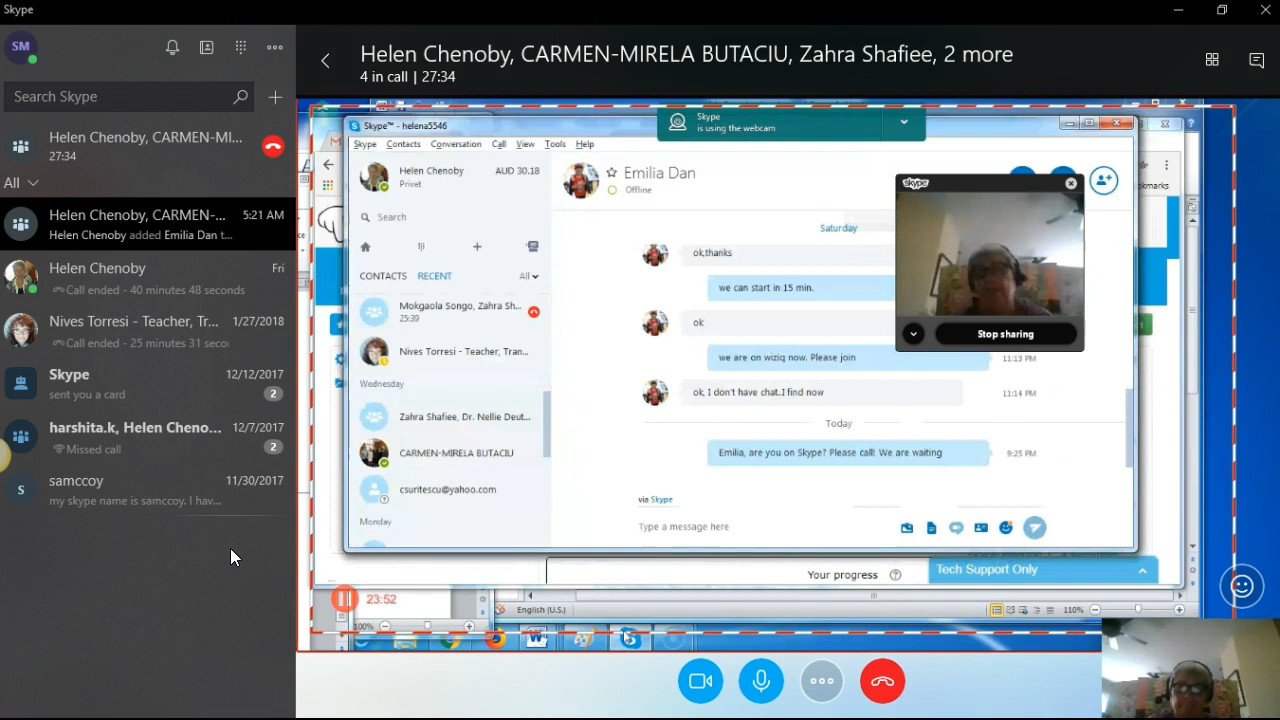 Skype
SM
Search Skype
Helen Chenoby, CARMEN-MI...
27:34
All
Helen Chenoby, CARMEN-... 5:21 AM
Helen Chenoby added Emilia Dan t...
Helen Chenoby Fri
Call ended - 40 minutes 48 seconds
Nives Torresi - Teacher, Tr... 1/27/2018
Call ended - 25 minutes 31 seco
Skype 12/12/2017
sent you a card 2
harshita.k, Helen Cheno... 12/7/2017
Missed call 2
S
samccoy 11/30/2017
my skype name is samccoy. I hav...
Helen Chenoby, CARMEN-MIRELA BUTACIU, Zahra Shafiee, 2 more
4 in call | 27:34
Skype™ - helena5546
Skype
is using the webcam
Skype Contacts Conversation Call View Tools Help
Helen Chenoby AUD 30.18
Privet
Search
CONTACTS RECENT All
Mokgaola Songo, Zahra Sh...
25:39
Nives Torresi - Teacher, Tran...
Wednesday
Zahra Shafiee, Dr. Nellie Deut...
CARMEN-MIRELA BUTACIU
csuritescu@yahoo.com
Monday
Emilia Dan
Offline
Saturday
ok,thanks
we can start in 15 min.
ok
we are on wiziq now. Please join 11:13 PM
ok, I don't have chat..I find now 11:14 PM
Today
Emilia, are you on Skype? Please call! We are waiting 9:25 PM
via Skype
Type a message here
skype
Stop sharing
okmarks
Your progress
Tech Support Only
23:52
100%
English (U.S.)
110%